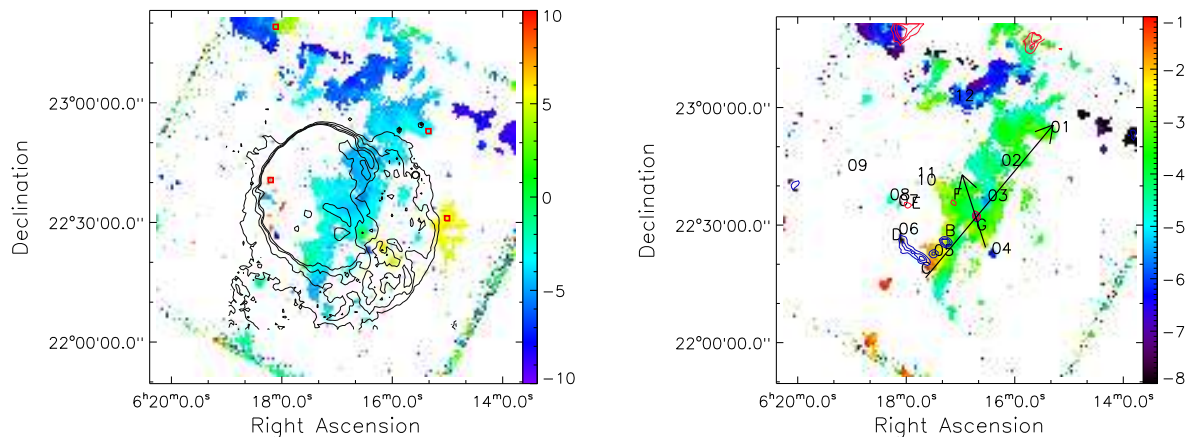 10
5
0
−5
−10
23°00'00.0''
22°30'00.0''
22°00'00.0''
Declination
6h20m0.0s
18m0.0s
16m0.0s
14m0.0s
Right Ascension
−1
−2
−3
−4
−5
−6
−7
−8
23°00'00.0''
22°30'00.0''
22°00'00.0''
Declination
6h20m0.0s
18m0.0s
16m0.0s
14m0.0s
Right Ascension
12
01
02
09
11
10
08
07
E
F
03
G
06
D
B
04
05
C